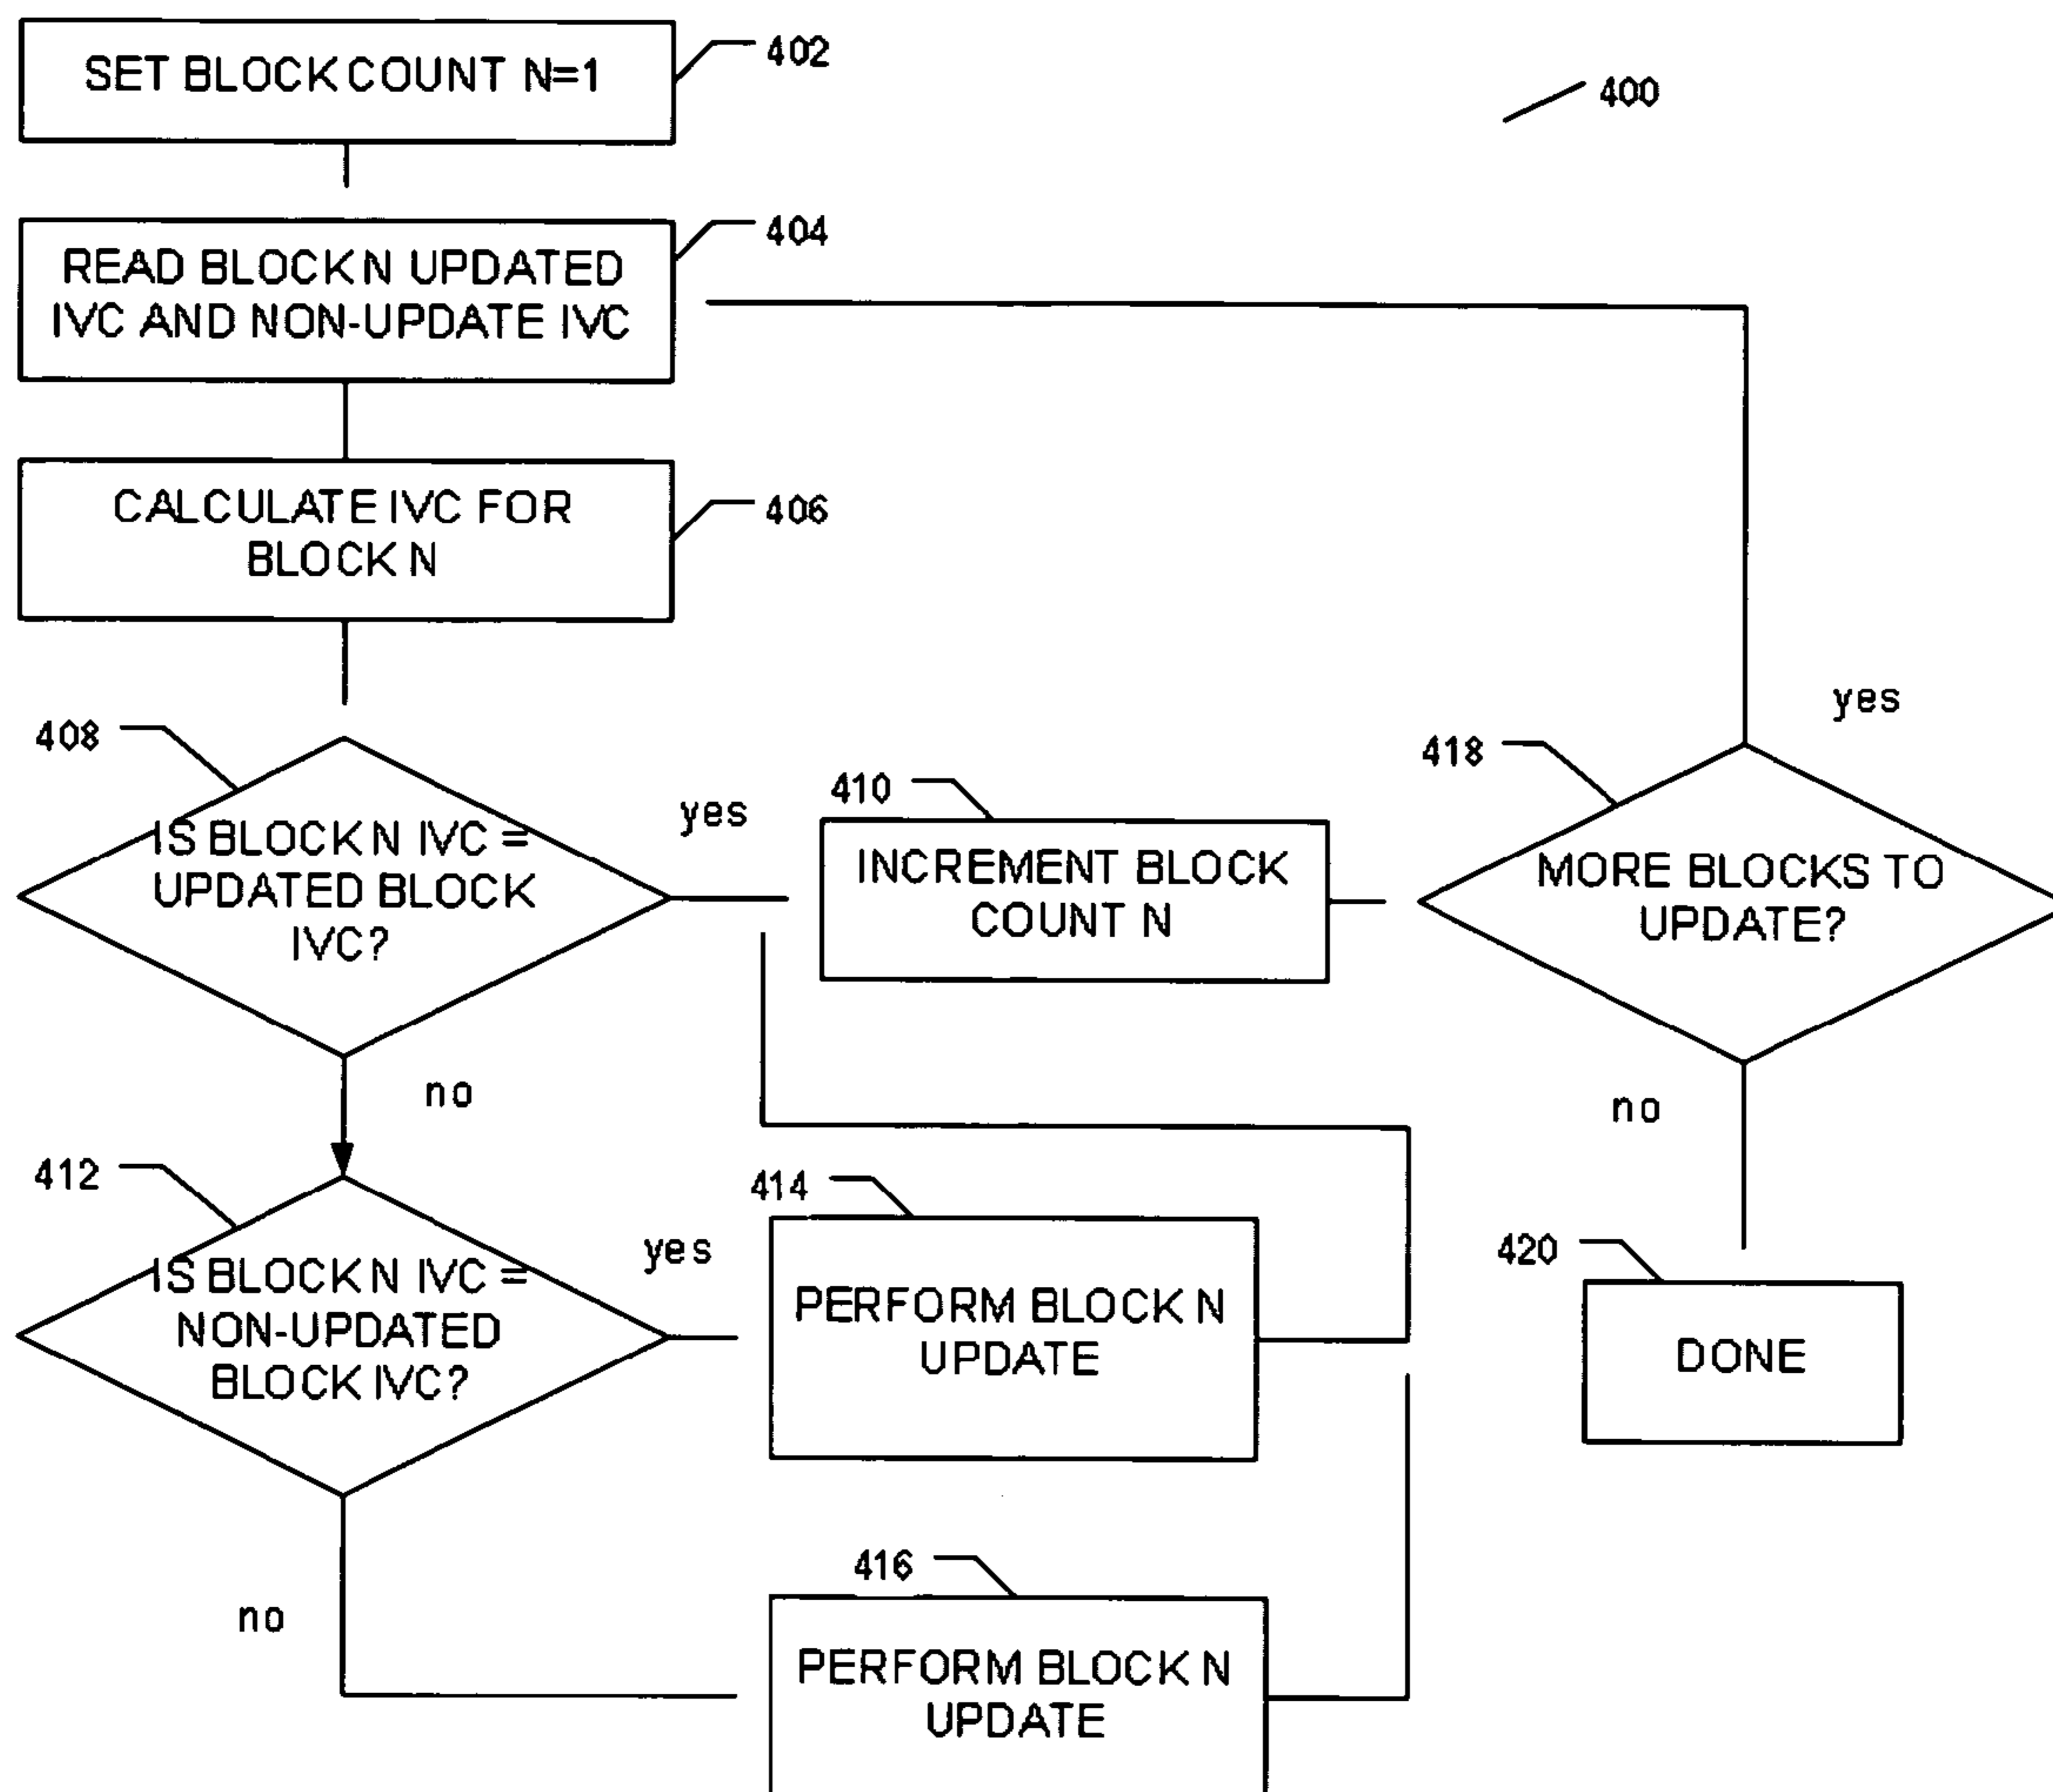 SET BLOCK COUNT N=1
402
400
READ BLOCK N UPDATED
IVC AND NON-UPDATE IVC
404
CALCULATE IVC FOR
BLOCK N
406
408
IS BLOCK N IVC =
UPDATED BLOCK
IVC?
yes
no
410
INCREMENT BLOCK
COUNT N
418
yes
MORE BLOCKS TO
UPDATE?
no
412
IS BLOCK N IVC =
NON-UPDATED
BLOCK IVC?
yes
no
414
PERFORM BLOCK N
UPDATE
420
DONE
416
PERFORM BLOCK N
UPDATE